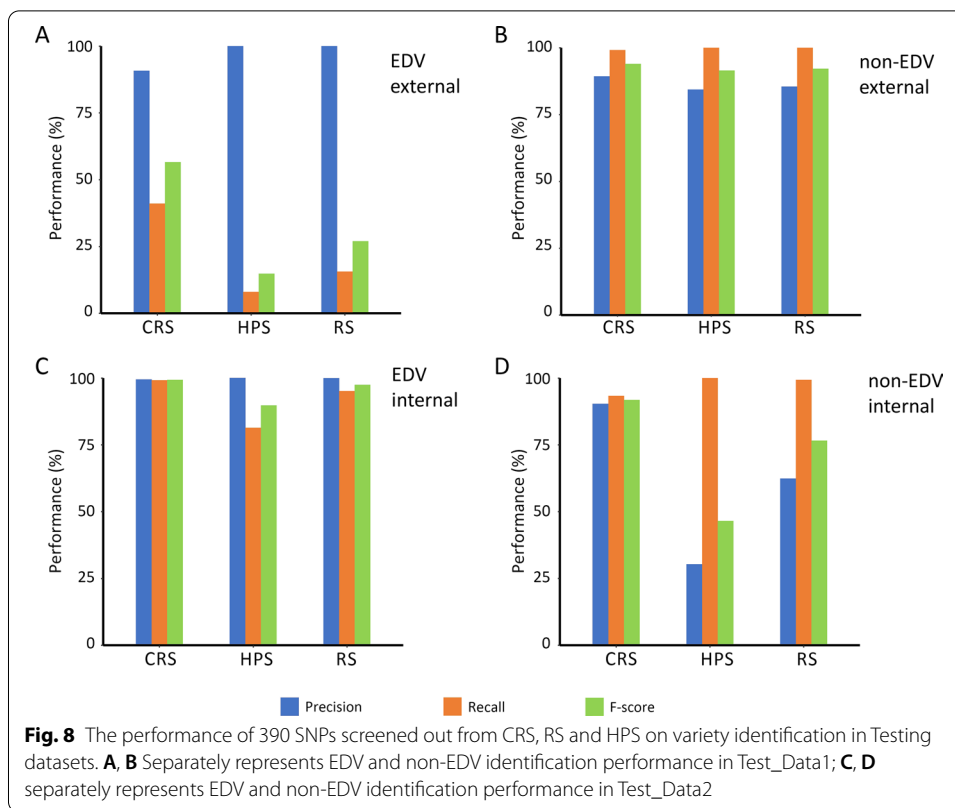 A
EDV
external
Performance (%)
100
75
50
25
0
CRS HPS RS
B
non-EDV
external
Performance (%)
100
75
50
25
0
CRS HPS RS
C
EDV
internal
Performance (%)
100
75
50
25
0
CRS HPS RS
D
non-EDV
internal
Performance (%)
100
75
50
25
0
CRS HPS RS
Precision Recall F-score
Fig. 8 The performance of 390 SNPs screened out from CRS, RS and HPS on variety identification in Testing
datasets. A, B Separately represents EDV and non-EDV identification performance in Test_Data1; C, D
separately represents EDV and non-EDV identification performance in Test_Data2